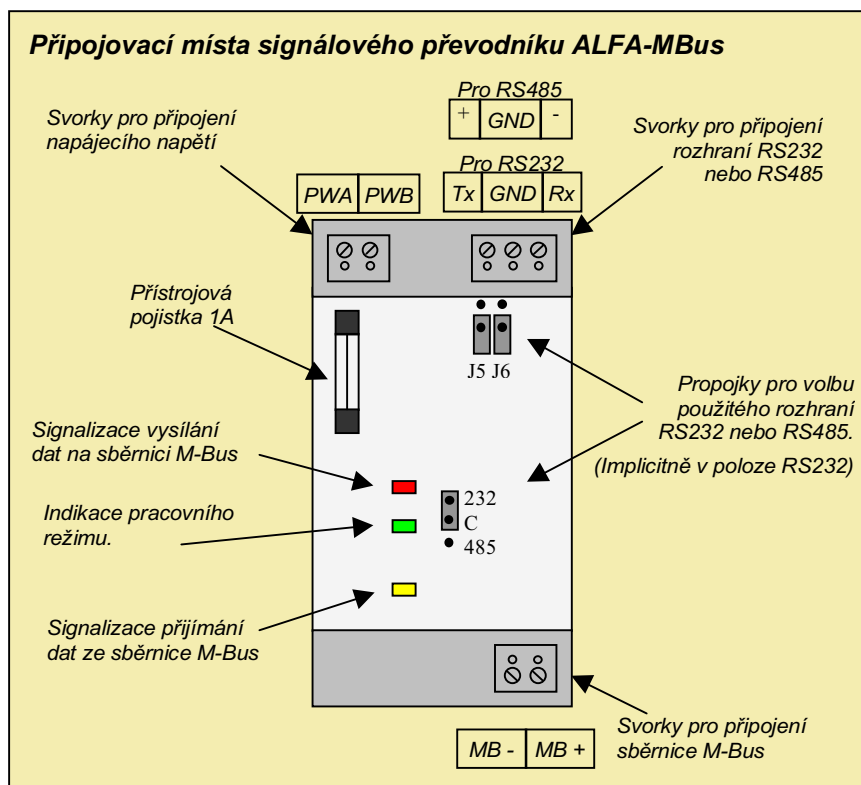 Připojovací místa signálového převodníku ALFA-MBus
Svorky pro připojení
napájecího napětí
Pro RS485
+ GND -
Pro RS232
Tx GND Rx
PWA PWB
Svorky pro připojení
rozhraní RS232
nebo RS485
Přístrojová
pojistka 1A
J5 J6
Propojky pro volbu
použitého rozhraní
RS232 nebo RS485.
(Implicitně v poloze RS232)
Signalizace vysílání
dat na sběrnici M-Bus
Indikace pracovního
režimu.
232
C
485
Signalizace přijímání
dat ze sběrnice M-Bus
Svorky pro připojení
sběrnice M-Bus
MB - MB +